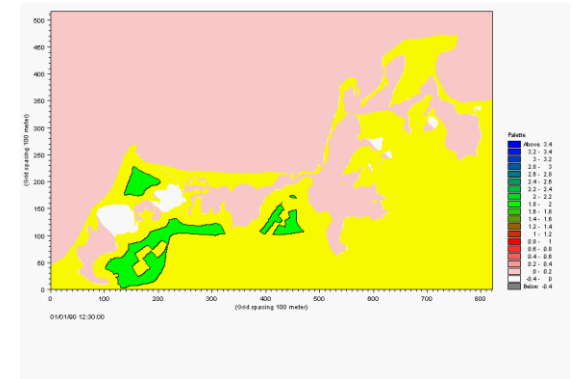 500
450
400
350
300
250
200
150
100
50
0
(Grid spacing 100 meter)
0 100 200 300 400 500 600 700 800
(Grid spacing 100 meter)
01/01/90 12:30:00
Palette
Above 3.4
3.2 - 3.4
3 - 3.2
2.8 - 3
2.6 - 2.8
2.4 - 2.6
2.2 - 2.4
2 - 2.2
1.8 - 2
1.6 - 1.8
1.4 - 1.6
1.2 - 1.4
1 - 1.2
0.8 - 1
0.6 - 0.8
0.4 - 0.6
0.2 - 0.4
0 - 0.2
-0.4 - 0
Below -0.4